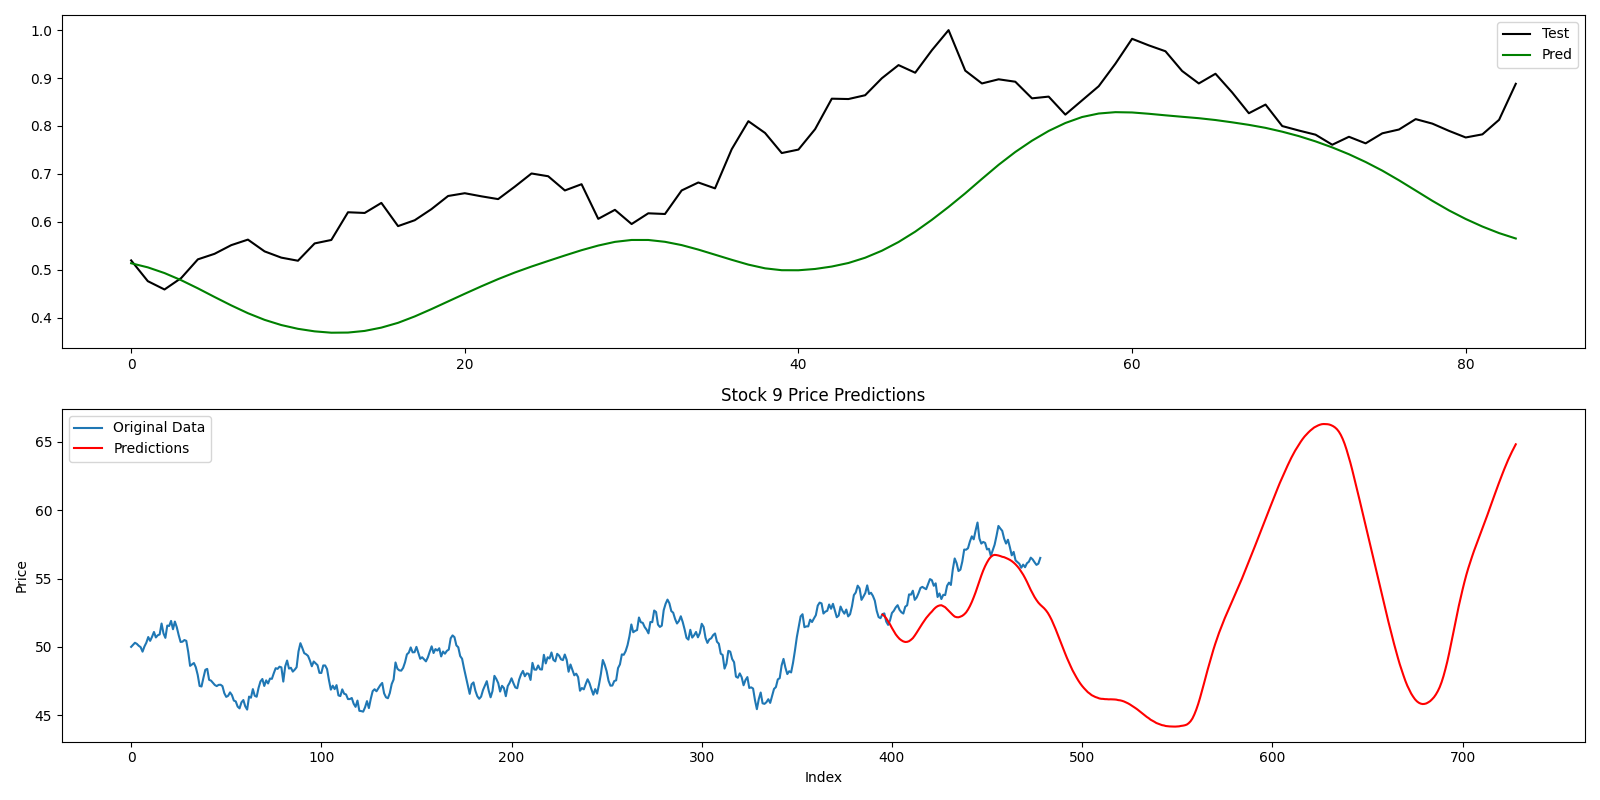 1.0
0.9
0.8
0.7
0.6
0.5
0.4
Test
Pred
0 20 40 60 80
Stock 9 Price Predictions
Original Data
Predictions
Price
65
60
55
50
45
0 100 200 300 400 500 600 700
Index